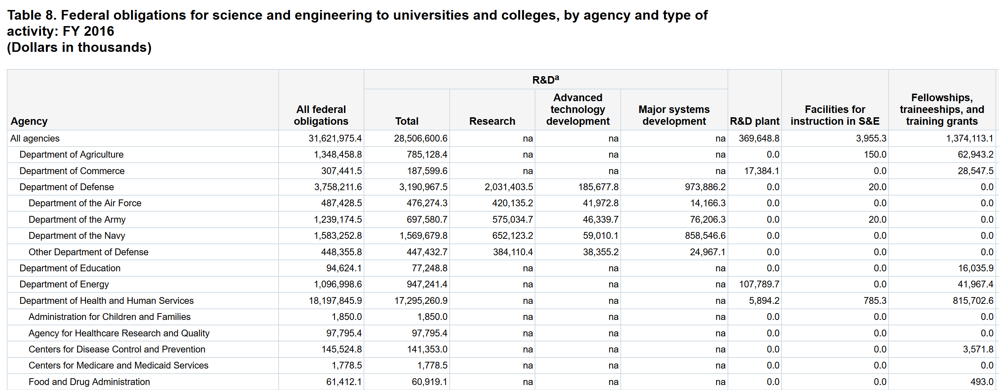 Table 8. Federal obligations for science and engineering to universities and colleges, by agency and type of
activity: FY 2016
(Dollars in thousands)
Agency All federal obligations R&Da Total Research Advanced technology development Major systems development R&D plant Facilities for instruction in S&E Fellowships, traineeships, and training grants
All agencies 31,621,975.4 28,506,600.6 na na na 369,648.8 3,955.3 1,374,113.1
Department of Agriculture 1,348,458.8 785,128.4 na na na 0.0 150.0 62,943.2
Department of Commerce 307,441.5 187,599.6 na na na 17,384.1 0.0 28,547.5
Department of Defense 3,758,211.6 3,190,967.5 2,031,403.5 185,677.8 973,886.2 0.0 20.0 0.0
Department of the Air Force 487,428.5 476,274.3 420,135.2 41,972.8 14,166.3 0.0 0.0 0.0
Department of the Army 1,239,174.5 697,580.7 575,034.7 46,339.7 76,206.3 0.0 20.0 0.0
Department of the Navy 1,583,252.8 1,569,679.8 652,123.2 59,010.1 858,546.6 0.0 0.0 0.0
Other Department of Defense 448,355.8 447,432.7 384,110.4 38,355.2 24,967.1 0.0 0.0 0.0
Department of Education 94,624.1 77,248.8 na na na 0.0 0.0 16,035.9
Department of Energy 1,096,998.6 947,241.4 na na na 107,789.7 0.0 41,967.4
Department of Health and Human Services 18,197,845.9 17,295,260.9 na na na 5,894.2 785.3 815,702.6
Administration for Children and Families 1,850.0 1,850.0 na na na 0.0 0.0 0.0
Agency for Healthcare Research and Quality 97,795.4 97,795.4 na na na 0.0 0.0 0.0
Centers for Disease Control and Prevention 145,524.8 141,353.0 na na na 0.0 0.0 3,571.8
Centers for Medicare and Medicaid Services 1,778.5 1,778.5 na na na 0.0 0.0 0.0
Food and Drug Administration 61,412.1 60,919.1 na na na 0.0 0.0 493.0